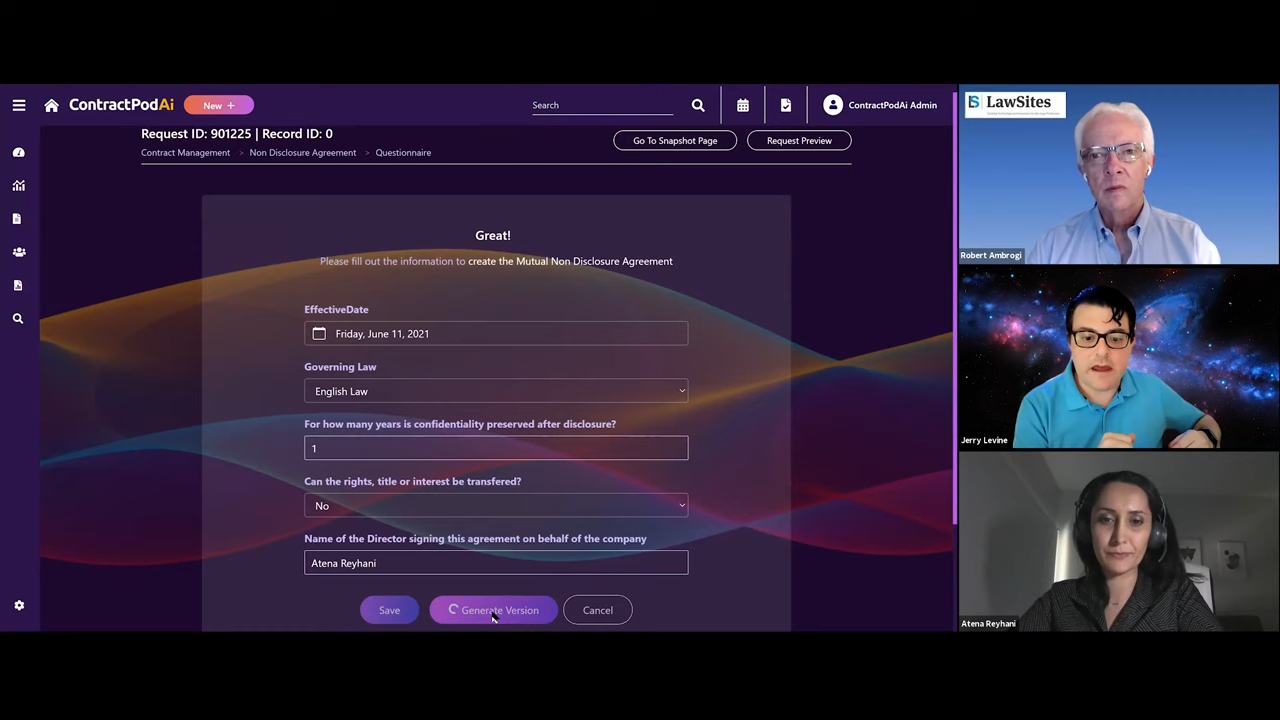 ContractPodAi
New +
Search
ContractPodAi Admin
Request ID: 901225 | Record ID: 0
Contract Management > Non Disclosure Agreement > Questionnaire
Go To Snapshot Page
Request Preview
Great!
Please fill out the information to create the Mutual Non Disclosure Agreement
EffectiveDate
Friday, June 11, 2021
Governing Law
English Law
For how many years is confidentiality preserved after disclosure?
1
Can the rights, title or interest be transfered?
No
Name of the Director signing this agreement on behalf of the company
Atena Reyhani
Save
Generate Version
Cancel
LS LawSites
Robert Ambrogi
Jerry Levine
Atena Reyhani